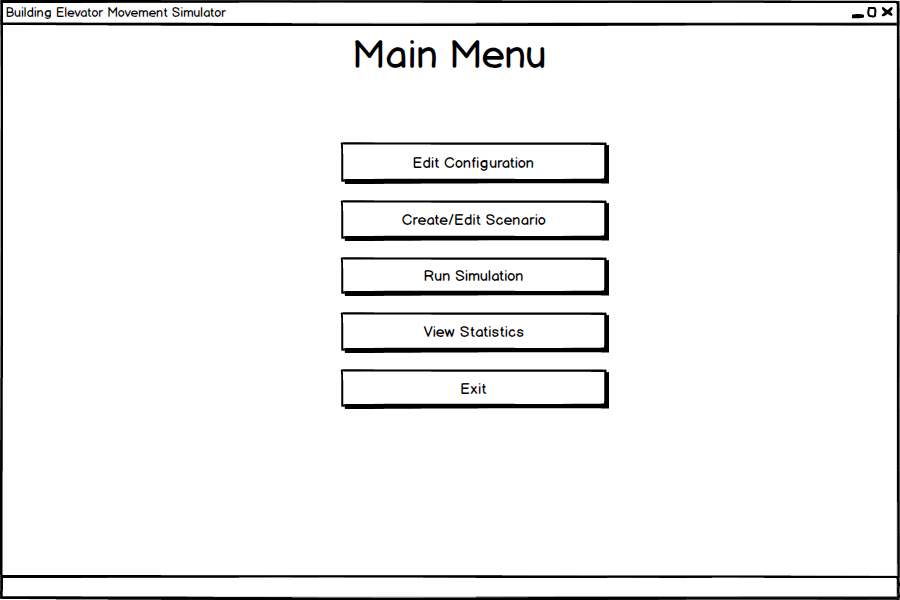 Building Elevator Movement Simulator
Main Menu
Edit Configuration
Create/Edit Scenario
Run Simulation
View Statistics
Exit